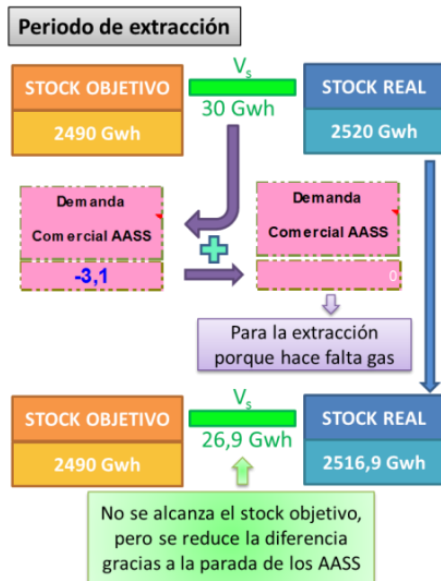 Periodo de extracción
STOCK OBJETIVO
2490 Gwh
Vs
30 Gwh
STOCK REAL
2520 Gwh
Demanda
Comercial AASS
-3,1
Demanda
Comercial AASS
0
Para la extracción
porque hace falta gas
STOCK OBJETIVO
2490 Gwh
Vs
26,9 Gwh
STOCK REAL
2516,9 Gwh
No se alcanza el stock objetivo,
pero se reduce la diferencia
gracias a la parada de los AASS